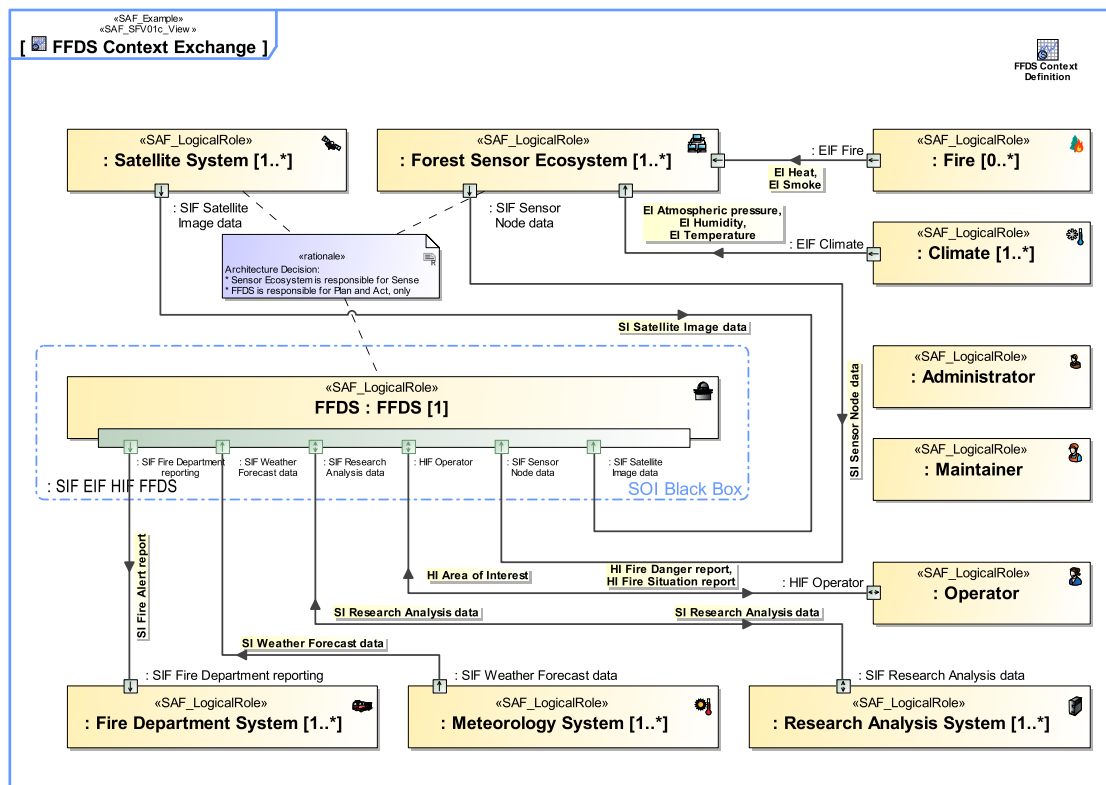 «SAF_Example»
«SAF_SFV01c_View »
[ FFDS Context Exchange ]
FFDS Context
Definition
«SAF_LogicalRole»
: Satellite System [1..*]
«SAF_LogicalRole»
: Forest Sensor Ecosystem [1..*]
: EIF Fire
«SAF_LogicalRole»
: Fire [0..*]
EI Heat,
EI Smoke
: SIF Satellite
Image data
: SIF Sensor
Node data
EI Atmospheric pressure,
EI Humidity,
EI Temperature
: EIF Climate
«SAF_LogicalRole»
: Climate [1..*]
«rationale»
Architecture Decision:
* Sensor Ecosystem is responsible for Sense
* FFDS is responsible for Plan and Act, only
SI Satellite Image data
«SAF_LogicalRole»
: Administrator
SI Sensor Node data
«SAF_LogicalRole»
FFDS : FFDS [1]
«SAF_LogicalRole»
: Maintainer
: SIF Fire Department
reporting
: SIF Weather
Forecast data
: SIF Research
Analysis data
: HIF Operator
: SIF Sensor
Node data
: SIF Satellite
Image data
: SIF EIF HIF FFDS
SOI Black Box
SI Fire Alert report
HI Area of Interest
HI Fire Danger report,
HI Fire Situation report
: HIF Operator
«SAF_LogicalRole»
: Operator
SI Research Analysis data
SI Research Analysis data
SI Weather Forecast data
: SIF Fire Department reporting
: SIF Weather Forecast data
: SIF Research Analysis data
«SAF_LogicalRole»
: Fire Department System [1..*]
«SAF_LogicalRole»
: Meteorology System [1..*]
«SAF_LogicalRole»
: Research Analysis System [1..*]